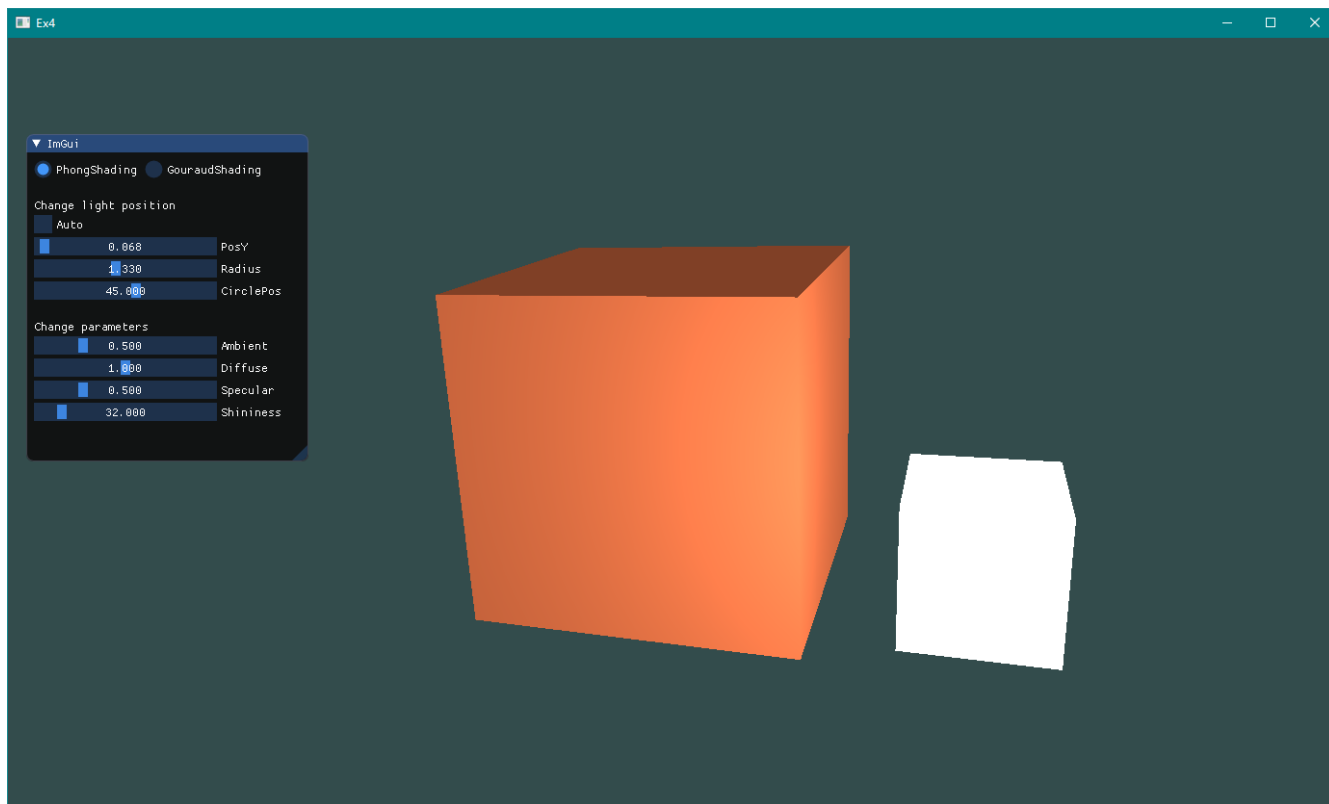 Ex4
ImGui
PhongShading GouraudShading
Change light position
Auto
0.068 PosY
1.330 Radius
45.000 CirclePos
Change parameters
0.500 Ambient
1.000 Diffuse
0.500 Specular
32.000 Shininess